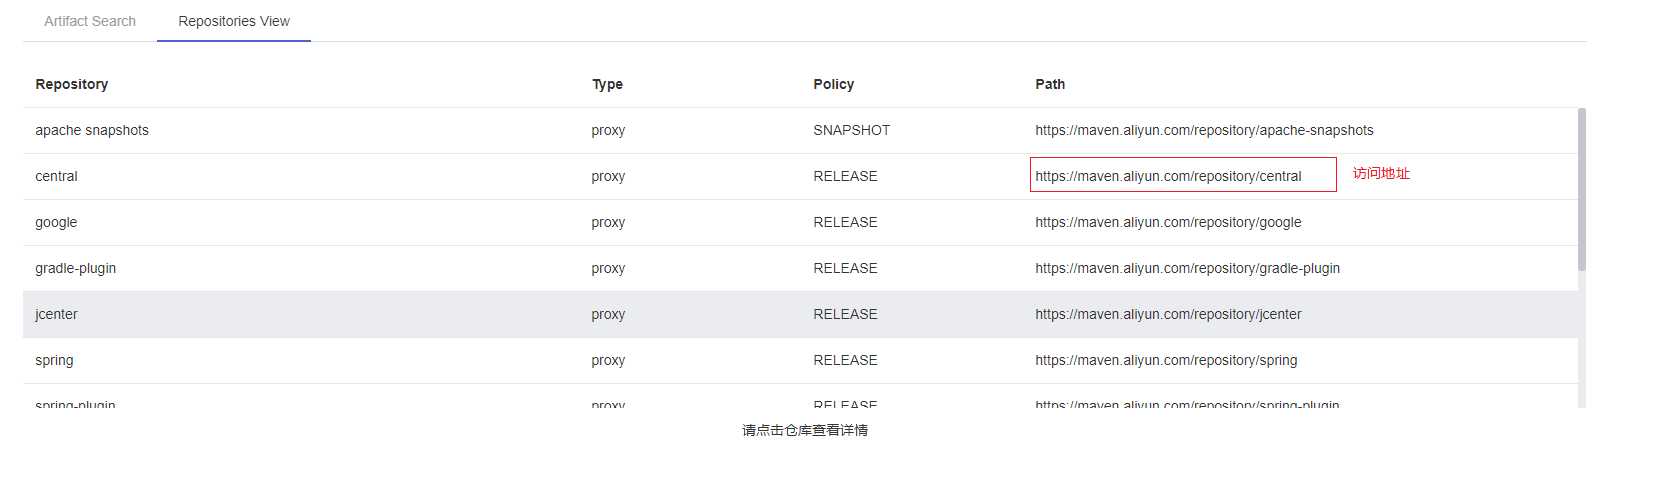 Artifact Search Repositories View
Repository Type Policy Path
apache snapshots proxy SNAPSHOT https://maven.aliyun.com/repository/apache-snapshots
central proxy RELEASE https://maven.aliyun.com/repository/central 访问地址
google proxy RELEASE https://maven.aliyun.com/repository/google
gradle-plugin proxy RELEASE https://maven.aliyun.com/repository/gradle-plugin
jcenter proxy RELEASE https://maven.aliyun.com/repository/jcenter
spring proxy RELEASE https://maven.aliyun.com/repository/spring
spring-plugin proxy RELEASE https://maven.aliyun.com/repository/spring-plugin
请点击仓库查看详情